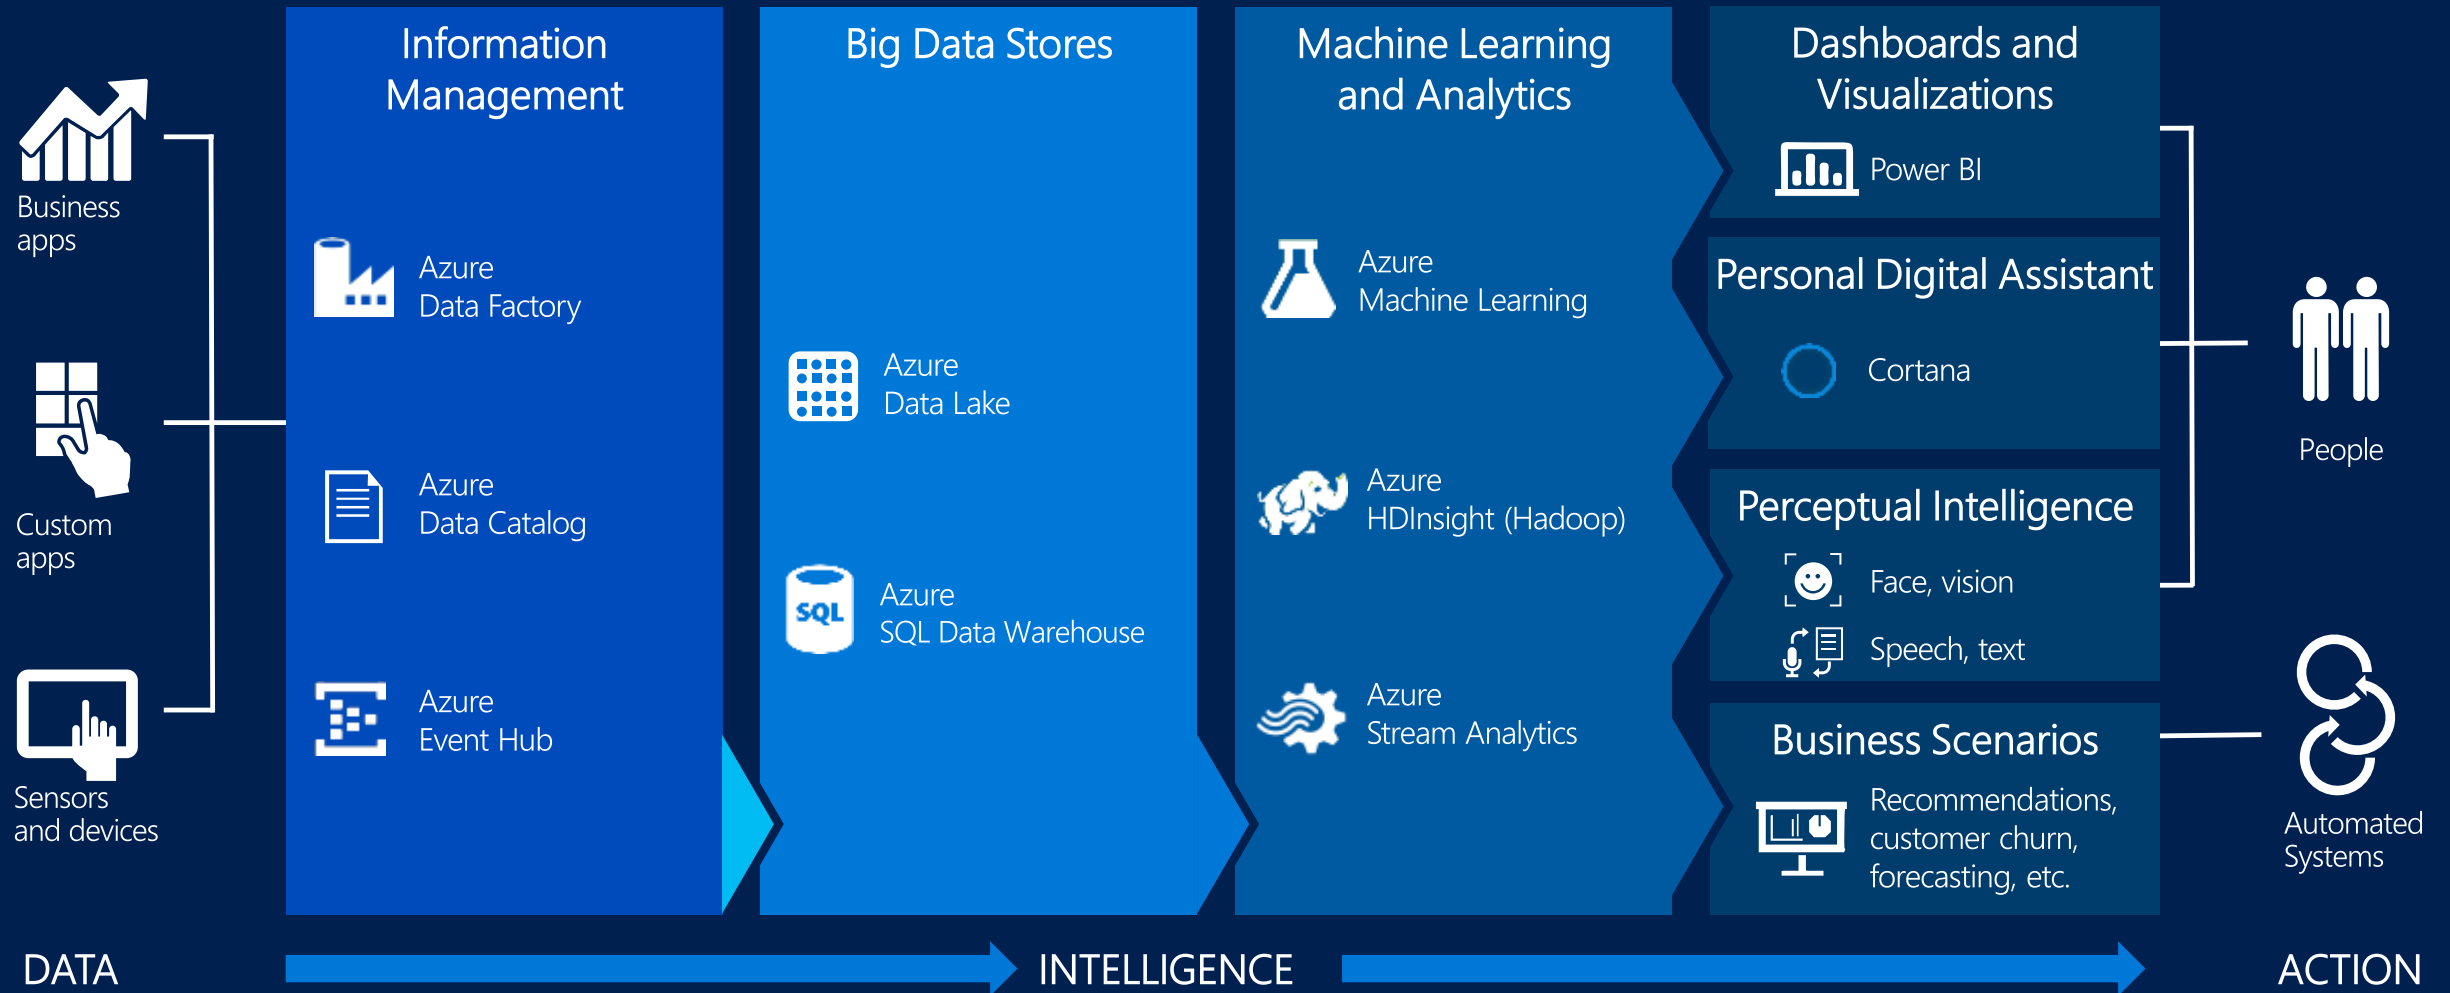 Business
apps
Custom
apps
Sensors
and devices
Information
Management
Azure
Data Factory
Azure
Data Catalog
Azure
Event Hub
Big Data Stores
Azure
Data Lake
SQL
Azure
SQL Data Warehouse
Machine Learning
and Analytics
Azure
Machine Learning
Azure
HDInsight (Hadoop)
Azure
Stream Analytics
Dashboards and
Visualizations
Power BI
Personal Digital Assistant
Cortana
Perceptual Intelligence
Face, vision
Speech, text
Business Scenarios
Recommendations,
customer churn,
forecasting, etc.
People
Automated
Systems
DATA
INTELLIGENCE
ACTION